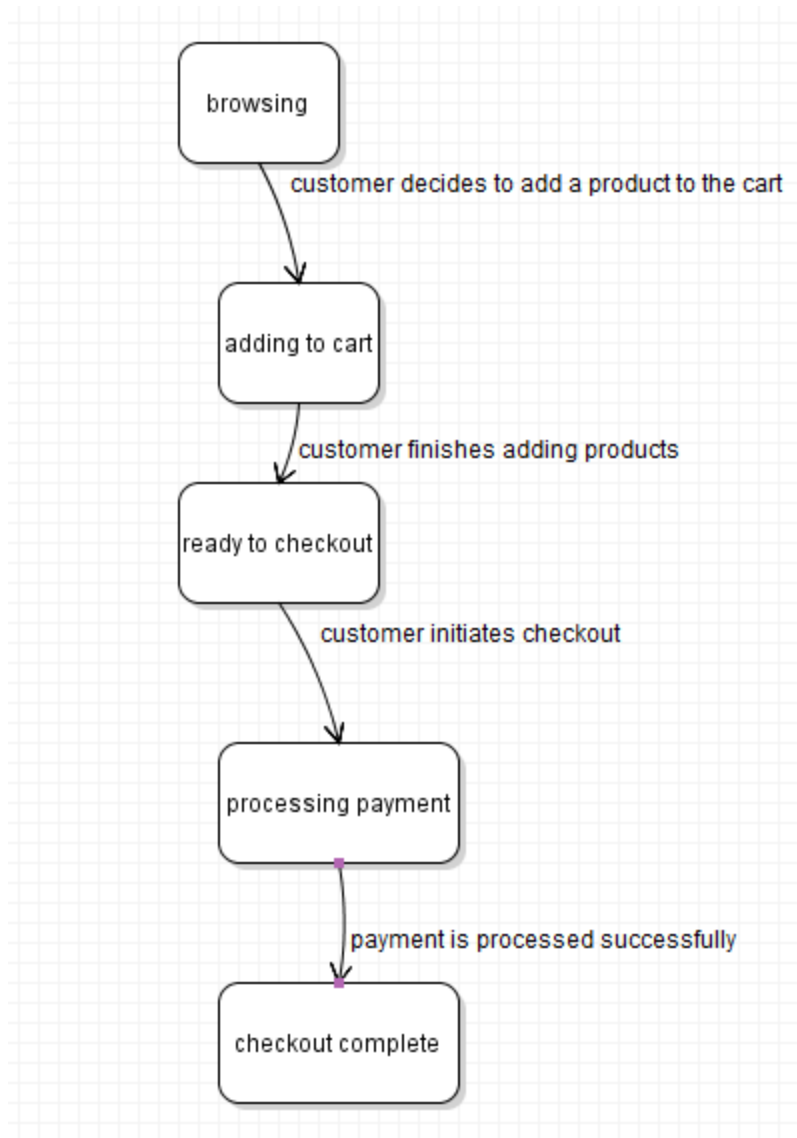 browsing
customer decides to add a product to the cart
adding to cart
customer finishes adding products
ready to checkout
customer initiates checkout
processing payment
payment is processed successfully
checkout complete